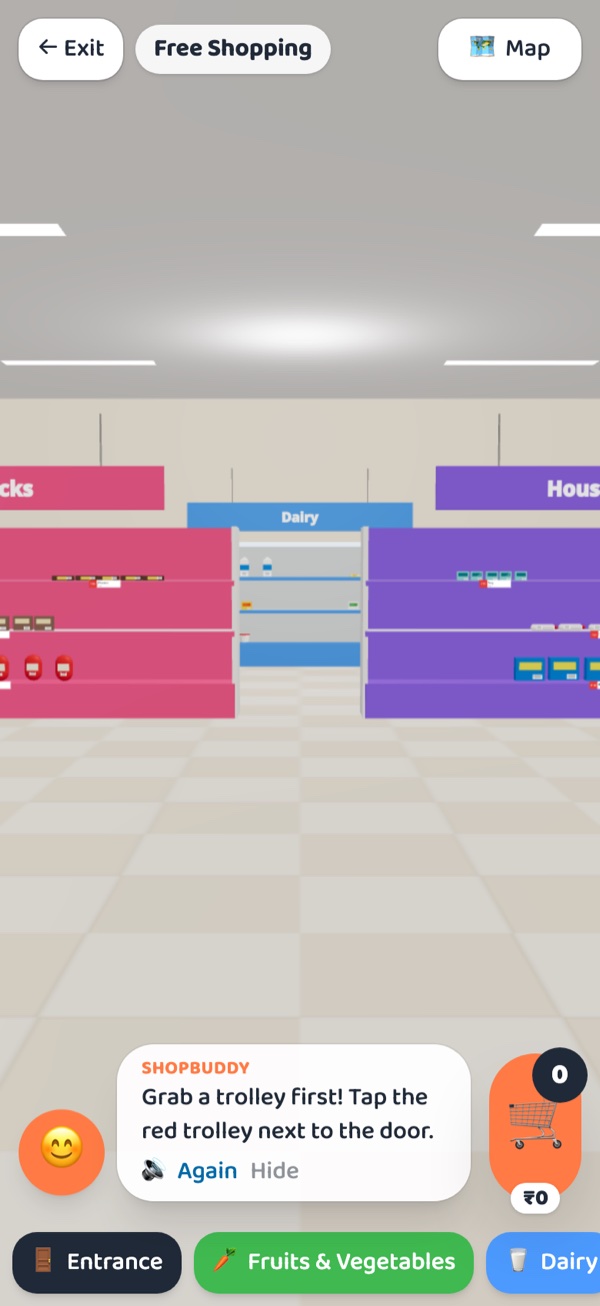 ← Exit
Free Shopping
Map
cks
Hous
Dairy
SHOPBUDDY
Grab a trolley first! Tap the
red trolley next to the door.
Again Hide
0
₹0
Entrance
Fruits & Vegetables
Dairy